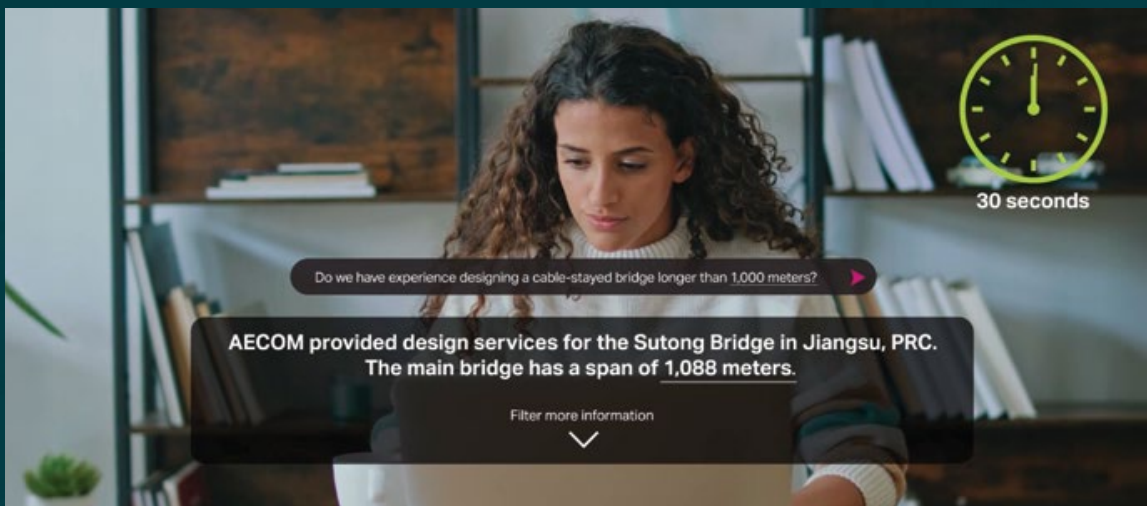 30 seconds
Do we have experience designing a cable-stayed bridge longer than 1,000 meters?
AECOM provided design services for the Sutong Bridge in Jiangsu, PRC.
The main bridge has a span of 1,088 meters.
Filter more information